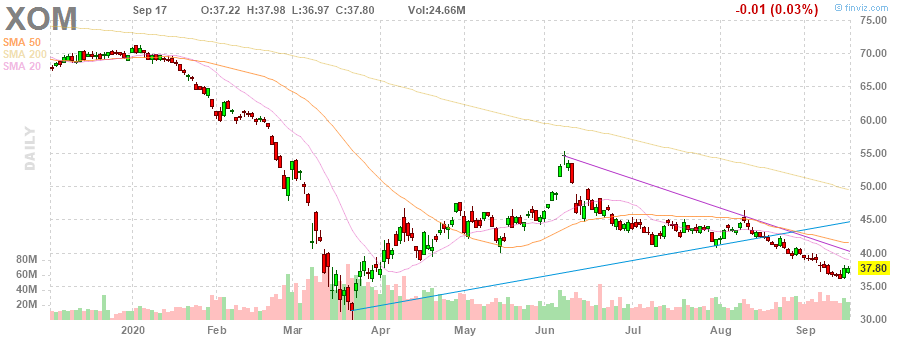 XOM Sep 17 O:37.22 H:37.98 L:36.97 C:37.80 Vol:24.66M -0.01 (0.03%) © finviz.com
SMA 50
SMA 200
SMA 20
DAILY
75.00
70.00
65.00
60.00
55.00
50.00
45.00
40.00
37.80
35.00
30.00
80M
60M
40M
20M
2020 Feb Mar Apr May Jun Jul Aug Sep